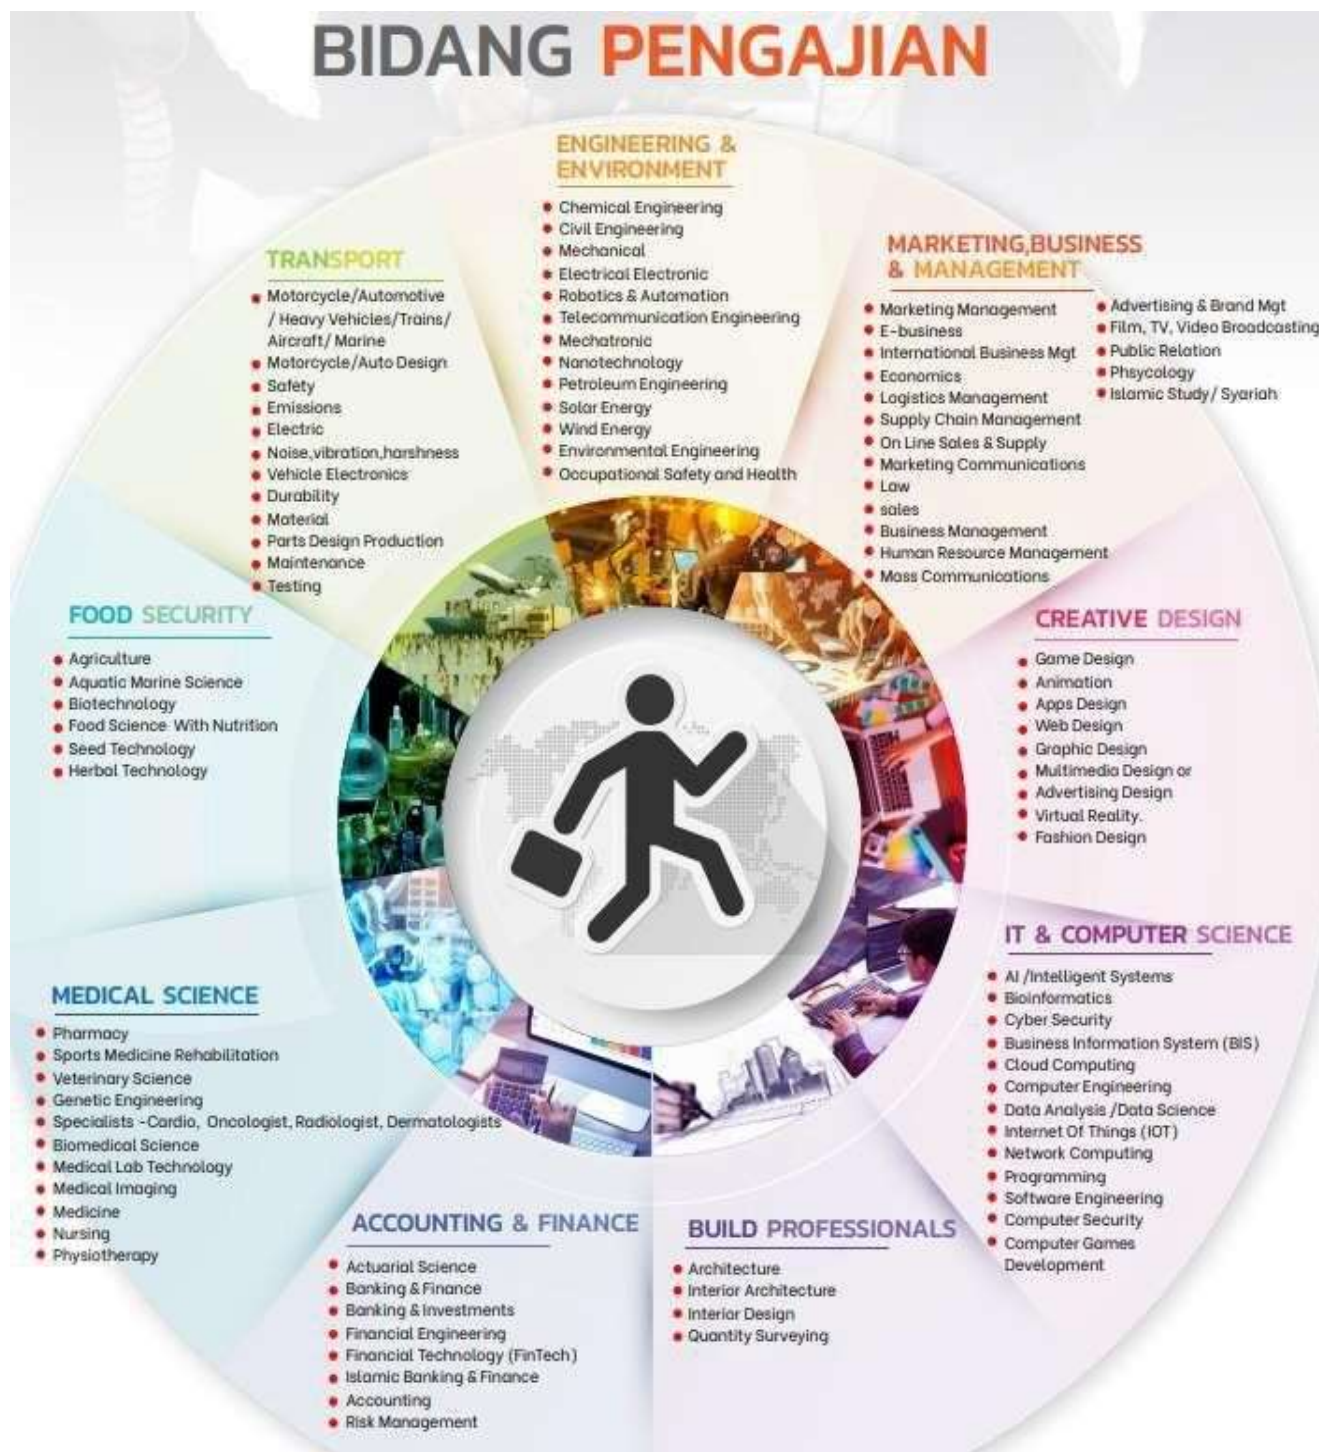 BIDANG PENGAJIAN
ENGINEERING &
ENVIRONMENT
Chemical Engineering
Civil Engineering
Mechanical
Electrical Electronic
Robotics & Automation
Telecommunication Engineering
Mechatronic
Nanotechnology
Petroleum Engineering
Solar Energy
Wind Energy
Environmental Engineering
Occupational Safety and Health
TRANSPORT
Motorcycle/Automotive
/ Heavy Vehicles/Trains/
Aircraft/ Marine
Motorcycle/Auto Design
Safety
Emissions
Electric
Noise,vibration,harshness
Vehicle Electronics
Durability
Material
Parts Design Production
Maintenance
Testing
MARKETING,BUSINESS
& MANAGEMENT
Marketing Management
E-business
International Business Mgt
Economics
Logistics Management
Supply Chain Management
On Line Sales & Supply
Marketing Communications
Law
sales
Business Management
Human Resource Management
Mass Communications
Advertising & Brand Mgt
Film, TV, Video Broadcasting
Public Relation
Phsycology
Islamic Study/ Syariah
FOOD SECURITY
Agriculture
Aquatic Marine Science
Biotechnology
Food Science With Nutrition
Seed Technology
Herbal Technology
CREATIVE DESIGN
Game Design
Animation
Apps Design
Web Design
Graphic Design
Multimedia Design or
Advertising Design
Virtual Reality.
Fashion Design
IT & COMPUTER SCIENCE
AI /Intelligent Systems
Bioinformatics
Cyber Security
Business Information System (BIS)
Cloud Computing
Computer Engineering
Data Analysis /Data Science
Internet Of Things (IOT)
Network Computing
Programming
Software Engineering
Computer Security
Computer Games
Development
MEDICAL SCIENCE
Pharmacy
Sports Medicine Rehabilitation
Veterinary Science
Genetic Engineering
Specialists -Cardio, Oncologist, Radiologist, Dermatologists
Biomedical Science
Medical Lab Technology
Medical Imaging
Medicine
Nursing
Physiotherapy
ACCOUNTING & FINANCE
Actuarial Science
Banking & Finance
Banking & Investments
Financial Engineering
Financial Technology (FinTech)
Islamic Banking & Finance
Accounting
Risk Management
BUILD PROFESSIONALS
Architecture
Interior Architecture
Interior Design
Quantity Surveying